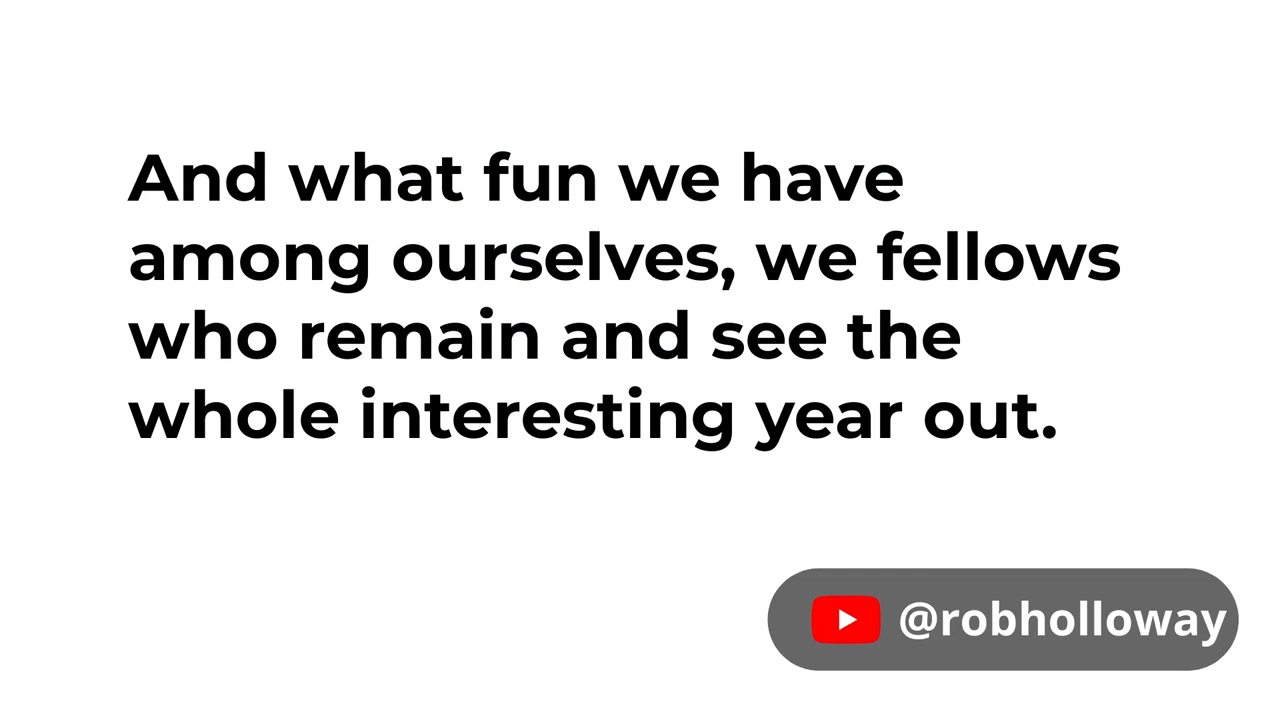 And what fun we have
among ourselves, we fellows
who remain and see the
whole interesting year out.
@robholloway